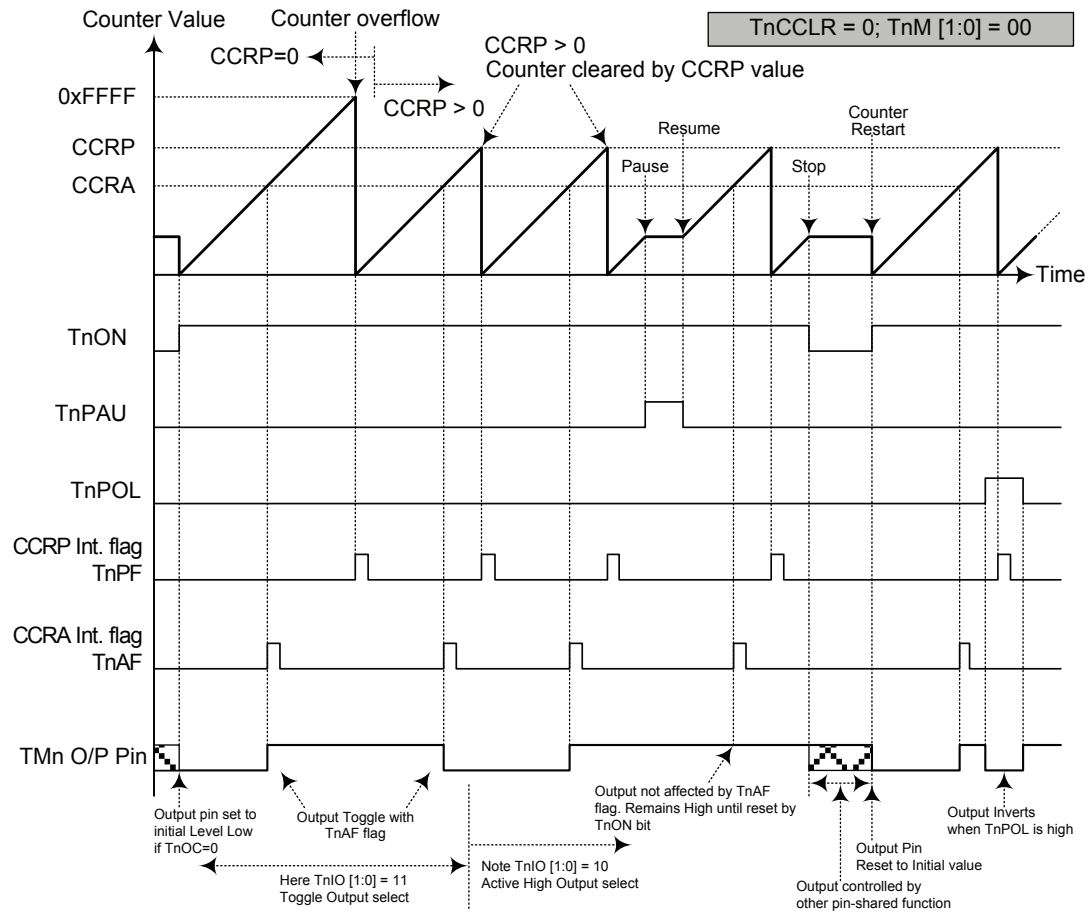 Counter Value
Counter overflow
TnCCLR = 0; TnM [1:0] = 00
CCRP=0
CCRP > 0
CCRP > 0
Counter cleared by CCRP value
0xFFFF
CCRP
CCRA
Pause
Resume
Stop
Counter
Restart
Time
TnON
TnPAU
TnPOL
CCRP Int. flag
TnPF
CCRA Int. flag
TnAF
TMn O/P Pin
Output pin set to
initial Level Low
if TnOC=0
Output Toggle with
TnAF flag
Output not affected by TnAF
flag. Remains High until reset by
TnON bit
Output Inverts
when TnPOL is high
Output Pin
Reset to Initial value
Here TnIO [1:0] = 11
Toggle Output select
Note TnIO [1:0] = 10
Active High Output select
Output controlled by
other pin-shared function